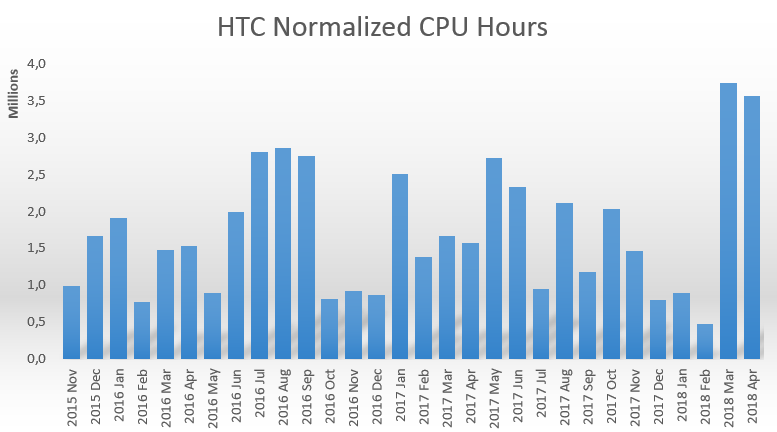 HTC Normalized CPU Hours
Millions
4,0
3,5
3,0
2,5
2,0
1,5
1,0
0,5
0,0
2015 Nov
2015 Dec
2016 Jan
2016 Feb
2016 Mar
2016 Apr
2016 May
2016 Jun
2016 Jul
2016 Aug
2016 Sep
2016 Oct
2016 Nov
2016 Dec
2017 Jan
2017 Feb
2017 Mar
2017 Apr
2017 May
2017 Jun
2017 Jul
2017 Aug
2017 Sep
2017 Oct
2017 Nov
2017 Dec
2018 Jan
2018 Feb
2018 Mar
2018 Apr